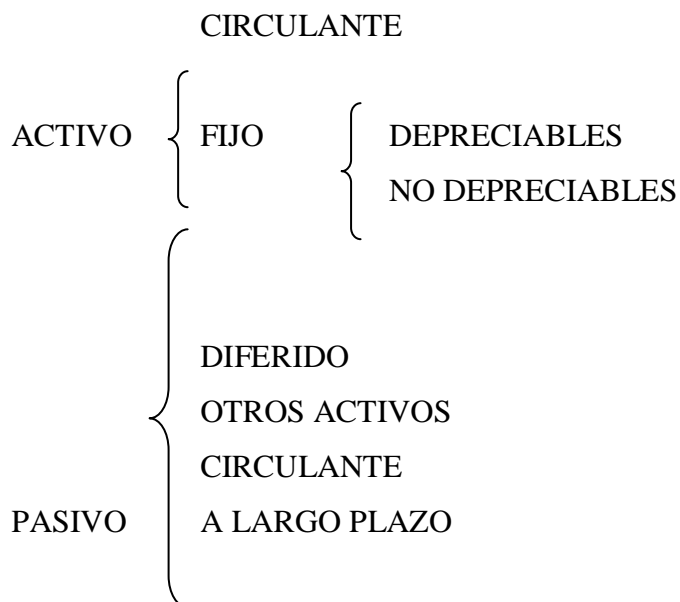 CIRCULANTE
ACTIVO FIJO DEPRECIABLES
NO DEPRECIABLES
DIFERIDO
OTROS ACTIVOS
CIRCULANTE
PASIVO A LARGO PLAZO